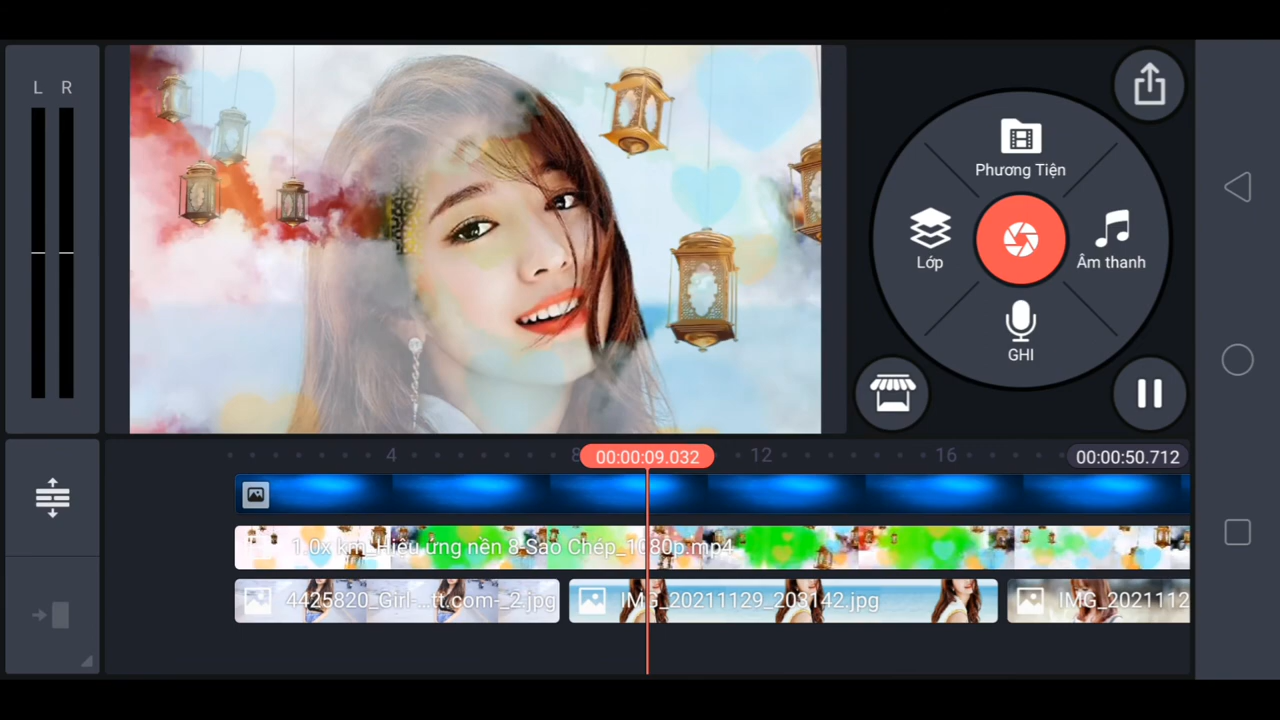 L R
Phương Tiện
Lớp
Âm thanh
GHI
4 8 12 16
00:00:09.032
00:00:50.712
1.0x km_Hiệu ứng nền 8-Sao Chép_1080p.mp4
4425820_Girl-...tt.com-_2.jpg
IMG_20211129_203142.jpg
IMG_2021112